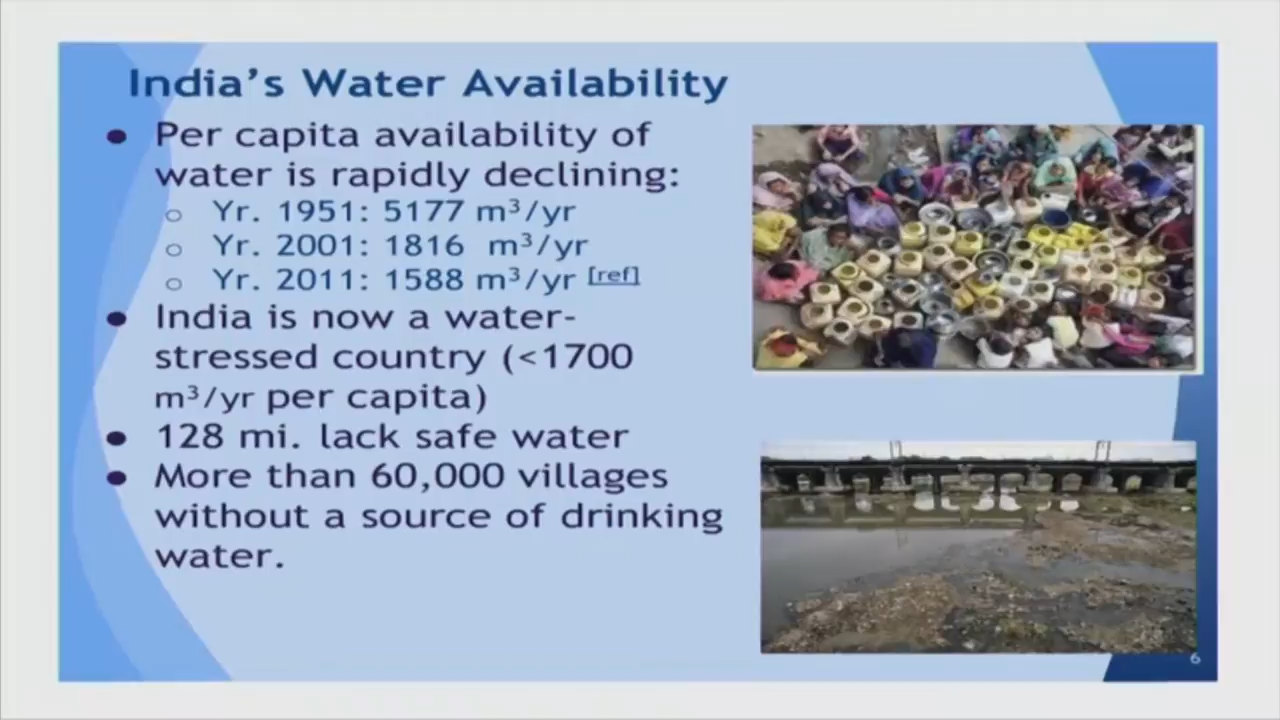 India's Water Availability
● Per capita availability of
water is rapidly declining:
○ Yr. 1951: 5177 m³/yr
○ Yr. 2001: 1816 m³/yr
○ Yr. 2011: 1588 m³/yr [ref]
● India is now a water-
stressed country (<1700
m³/yr per capita)
● 128 mi. lack safe water
● More than 60,000 villages
without a source of drinking
water.
6